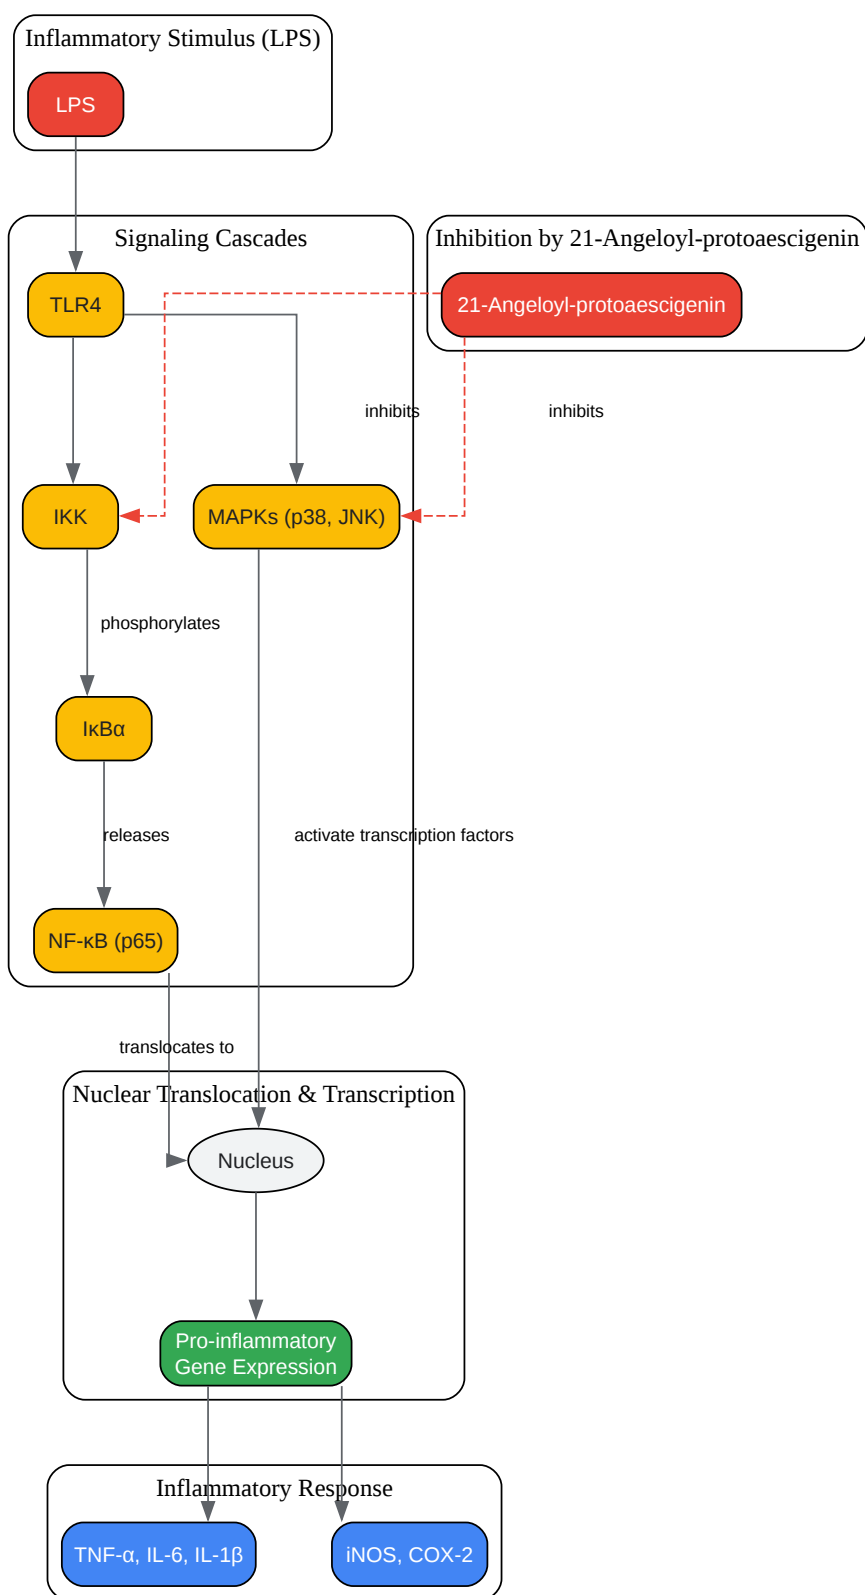 Inflammatory Stimulus (LPS)
LPS
Signaling Cascades
Inhibition by 21-Angeloyl-protoaescigenin
TLR4
21-Angeloyl-protoaescigenin
inhibits
inhibits
IKK
MAPKs (p38, JNK)
phosphorylates
IκBα
releases
activate transcription factors
NF-κB (p65)
translocates to
Nuclear Translocation & Transcription
Nucleus
Pro-inflammatory
Gene Expression
Inflammatory Response
TNF-α, IL-6, IL-1β
iNOS, COX-2